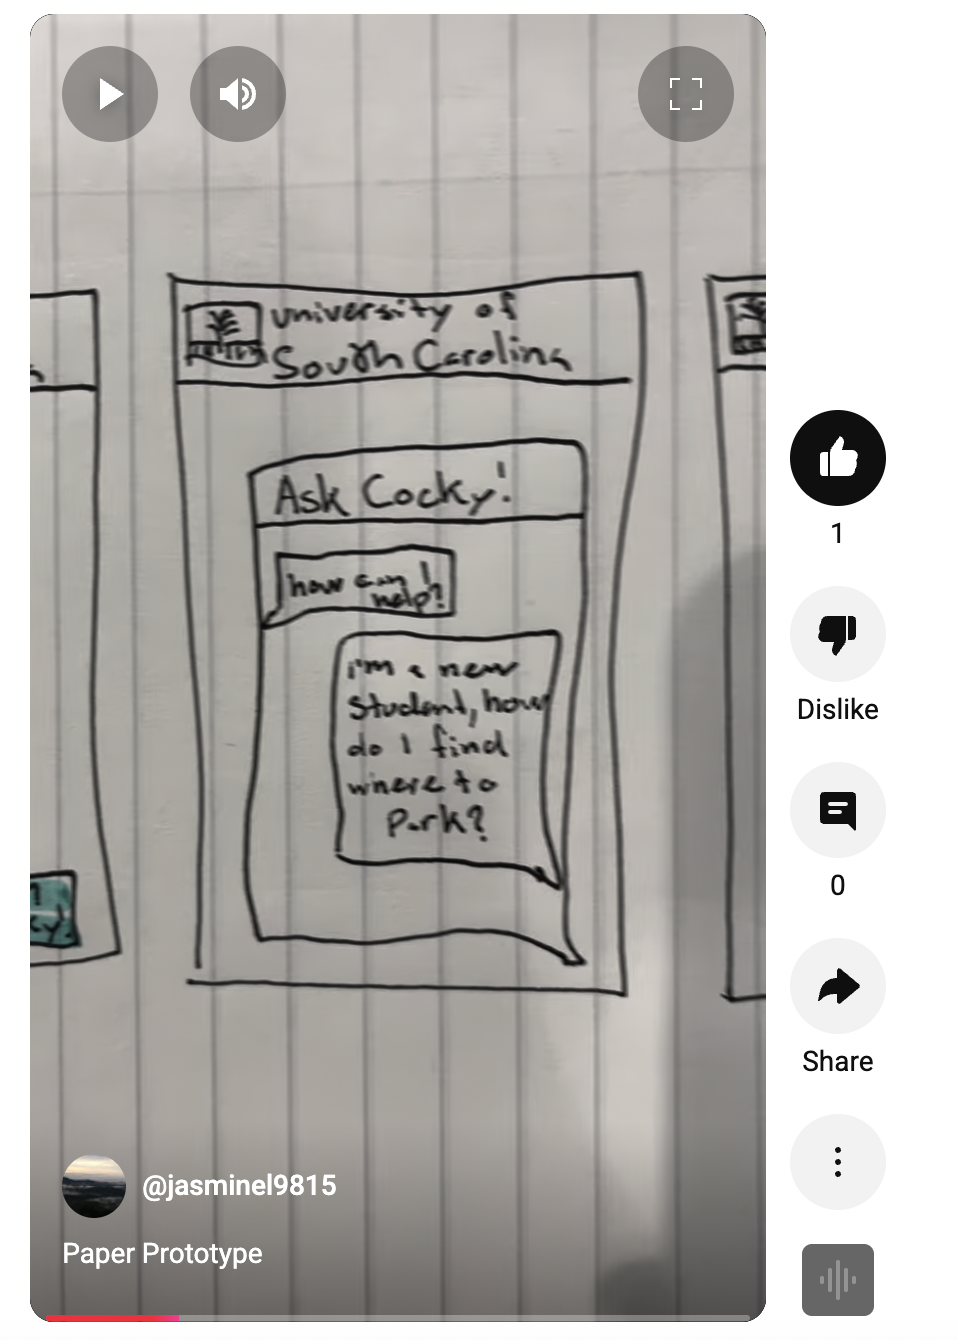 university of
South Carolina
Ask Cocky!
how can I
help?
i'm a new
student, how
do I find
where to
Park?
1
Dislike
0
Share
@jasminel9815
Paper Prototype